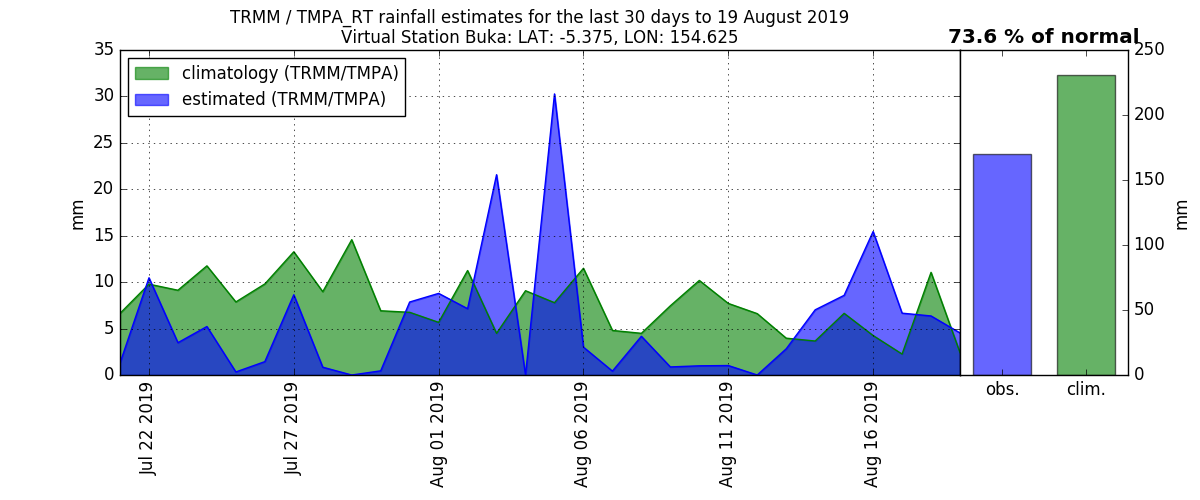 TRMM / TMPA_RT rainfall estimates for the last 30 days to 19 August 2019
Virtual Station Buka: LAT: -5.375, LON: 154.625
73.6 % of normal
climatology (TRMM/TMPA)
estimated (TRMM/TMPA)
mm
35
30
25
20
15
10
5
0
Jul 22 2019
Jul 27 2019
Aug 01 2019
Aug 06 2019
Aug 11 2019
Aug 16 2019
obs.
clim.
250
200
150
100
50
0
mm